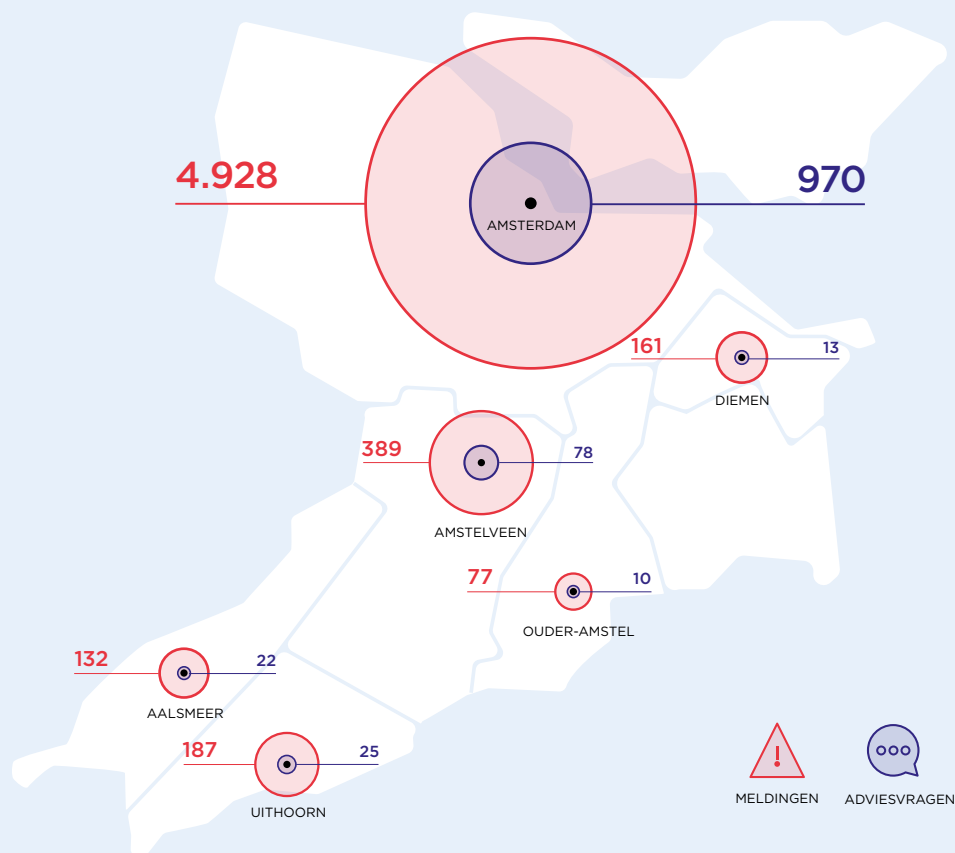 4.928
970
AMSTERDAM
161
13
DIEMEN
389
78
AMSTELVEEN
77
10
OUDER-AMSTEL
132
22
AALSMEER
187
25
UITHOORN
!
MELDINGEN
ADVIESVRAGEN